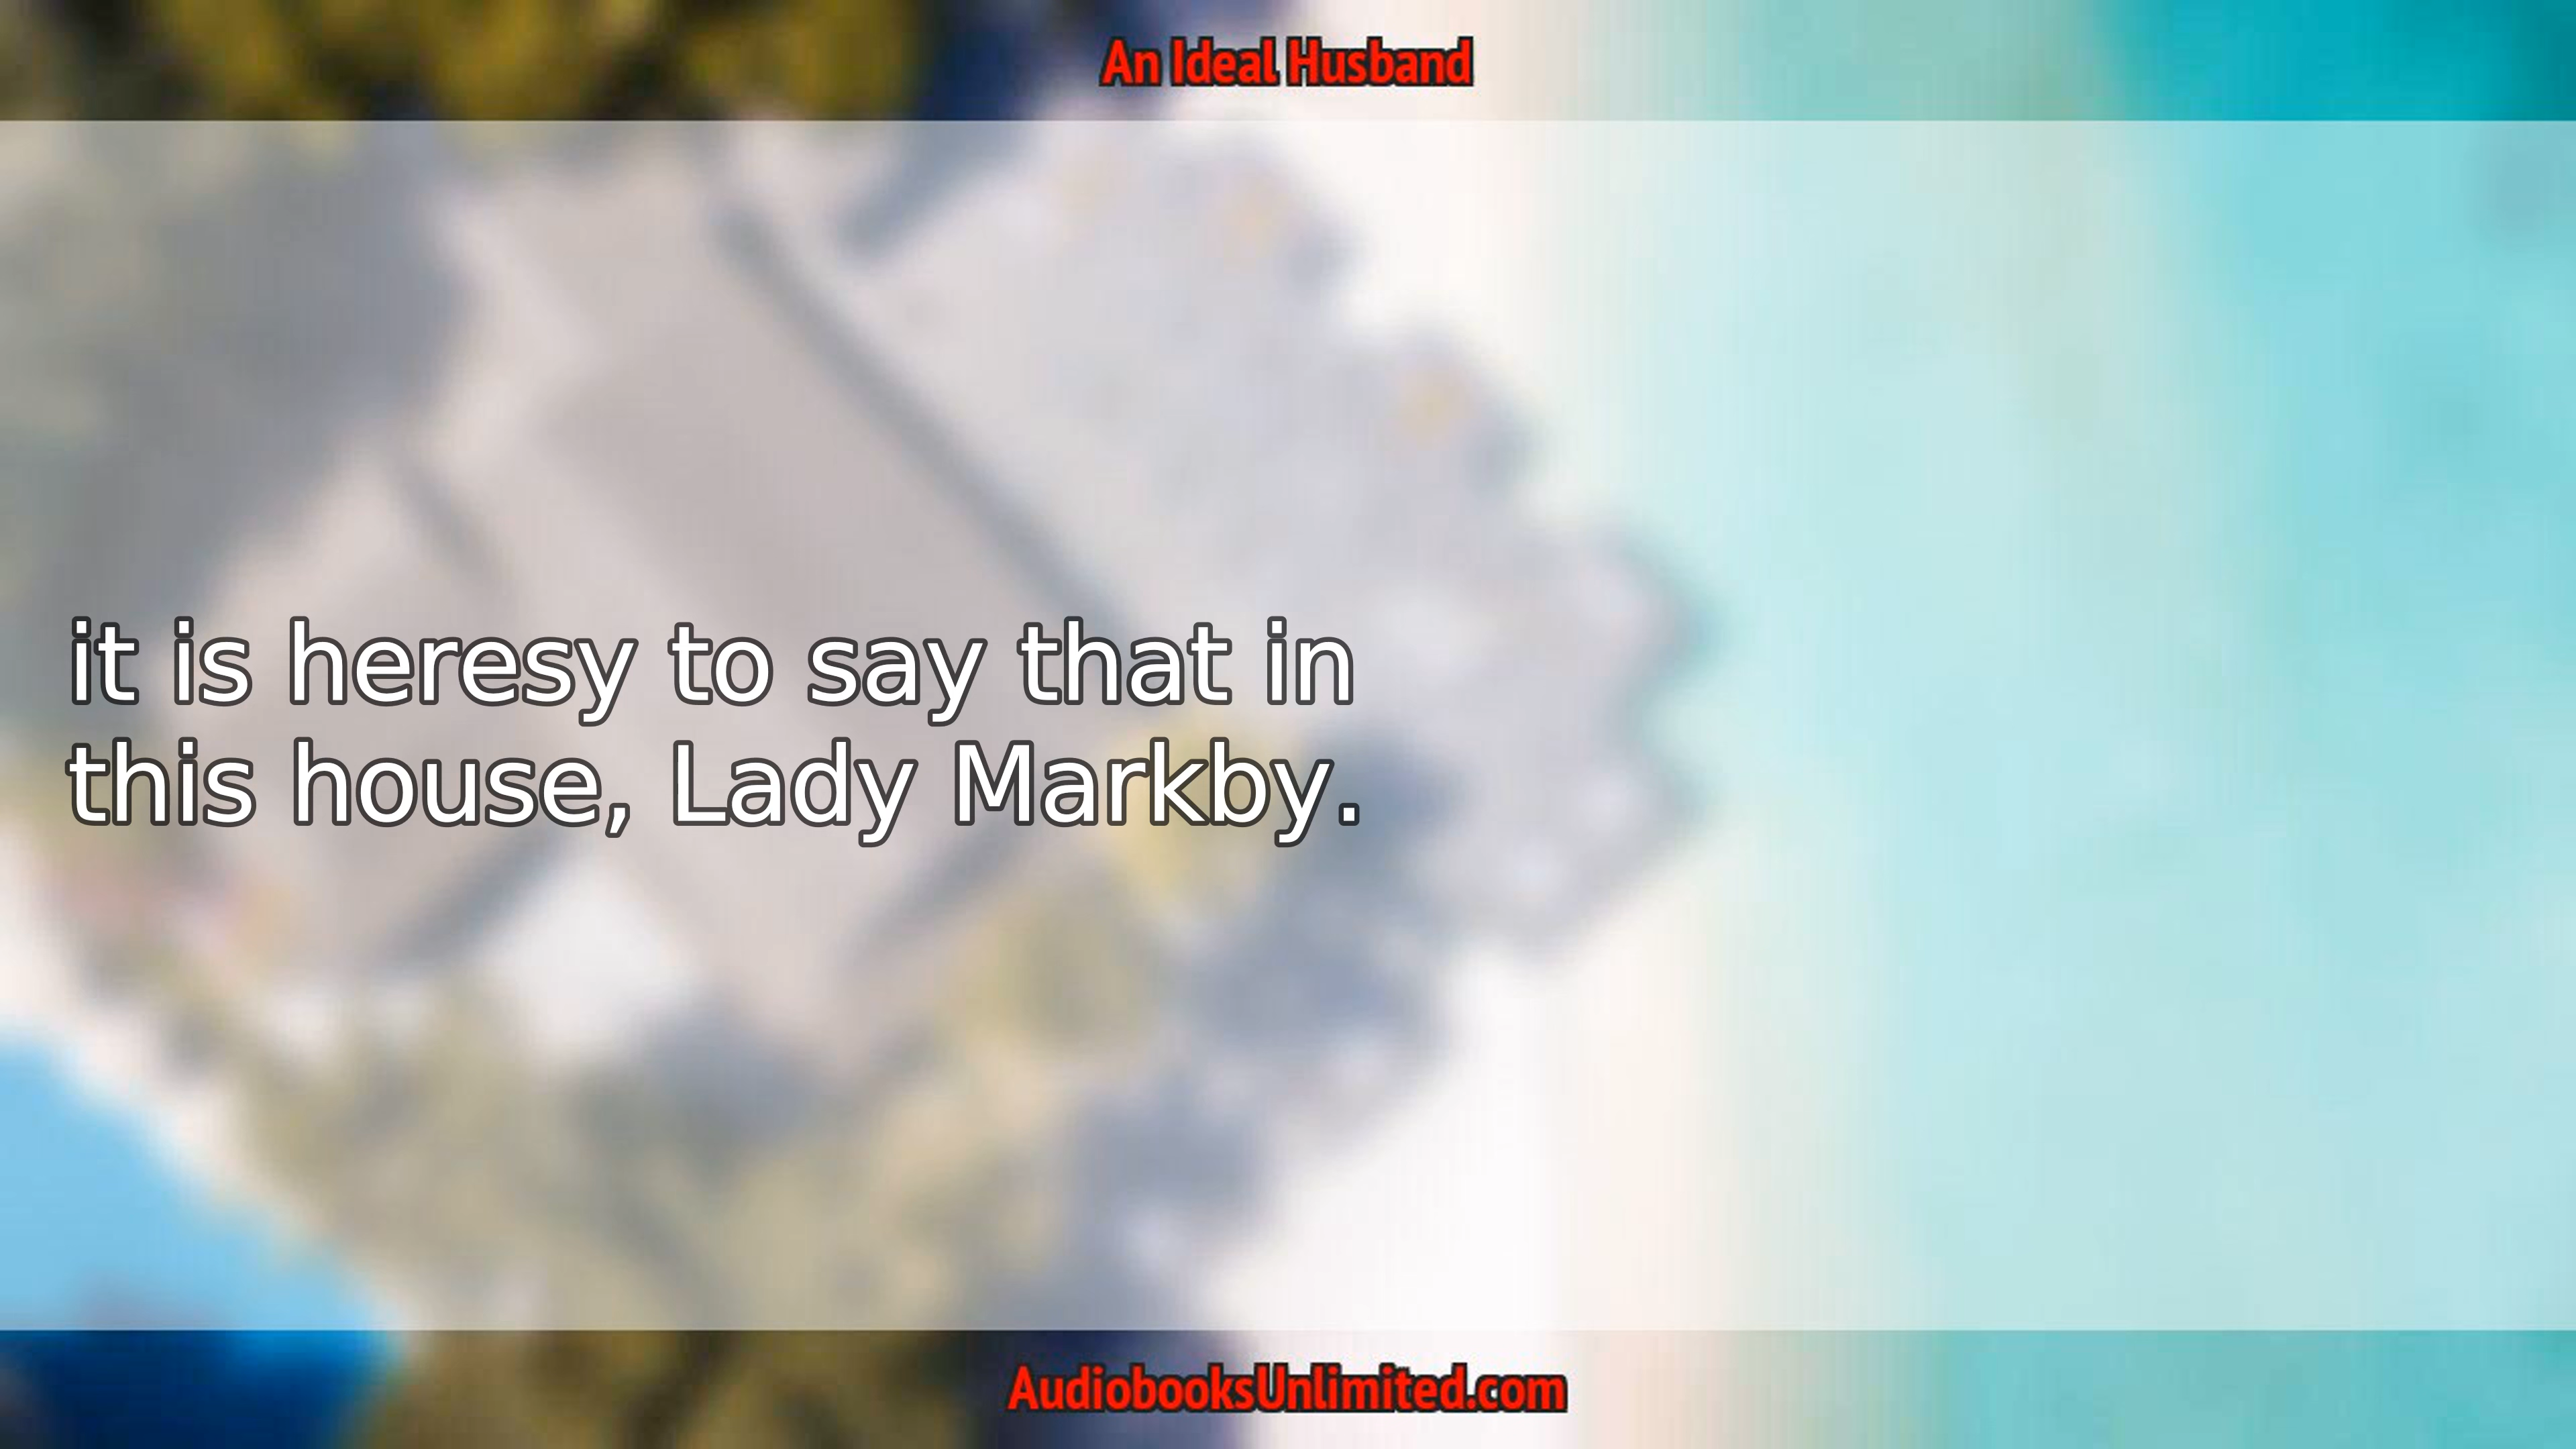 An Ideal Husband
it is heresy to say that in
this house, Lady Markby.
AudiobooksUnlimited.com